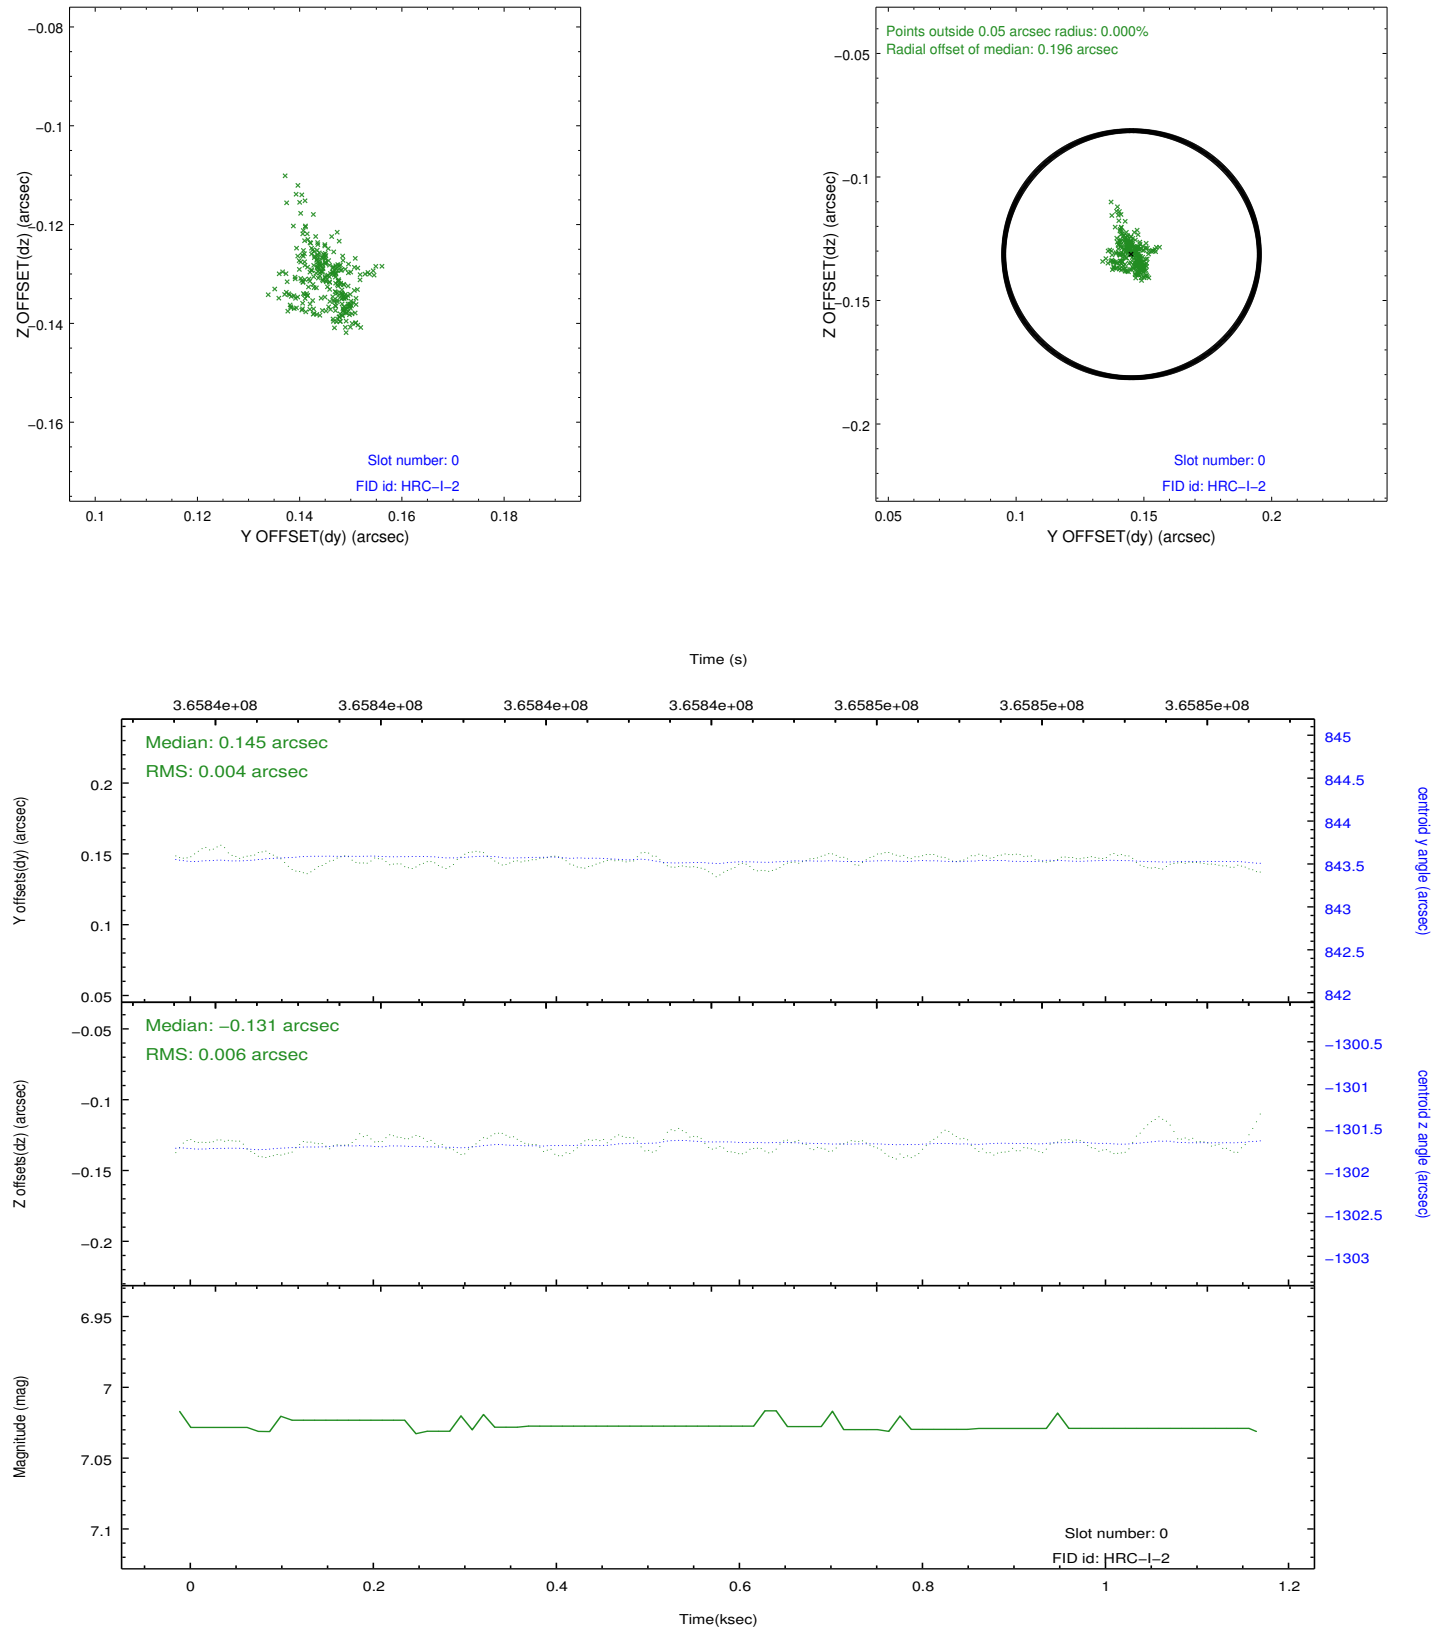 −0.08
−0.1
−0.12
−0.14
−0.16
Z OFFSET(dz) (arcsec)
Slot number: 0
FID id: HRC−I−2
0.1 0.12 0.14 0.16 0.18
Y OFFSET(dy) (arcsec)
Points outside 0.05 arcsec radius: 0.000%
Radial offset of median: 0.196 arcsec
−0.05
−0.1
−0.15
−0.2
Z OFFSET(dz) (arcsec)
Slot number: 0
FID id: HRC−I−2
0.05 0.1 0.15 0.2
Y OFFSET(dy) (arcsec)
Time (s)
3.6584e+08 3.6584e+08 3.6584e+08 3.6584e+08 3.6585e+08 3.6585e+08 3.6585e+08
Median: 0.145 arcsec
RMS: 0.004 arcsec
0.2
0.15
0.1
0.05
Y offsets(dy) (arcsec)
845
844.5
844
843.5
843
842.5
842
centroid y angle (arcsec)
Median: −0.131 arcsec
RMS: 0.006 arcsec
−0.05
−0.1
−0.15
−0.2
Z offsets(dz) (arcsec)
−1300.5
−1301
−1301.5
−1302
−1302.5
−1303
centroid z angle (arcsec)
6.95
7
7.05
7.1
Magnitude (mag)
Slot number: 0
FID id: HRC−I−2
0 0.2 0.4 0.6 0.8 1 1.2
Time(ksec)